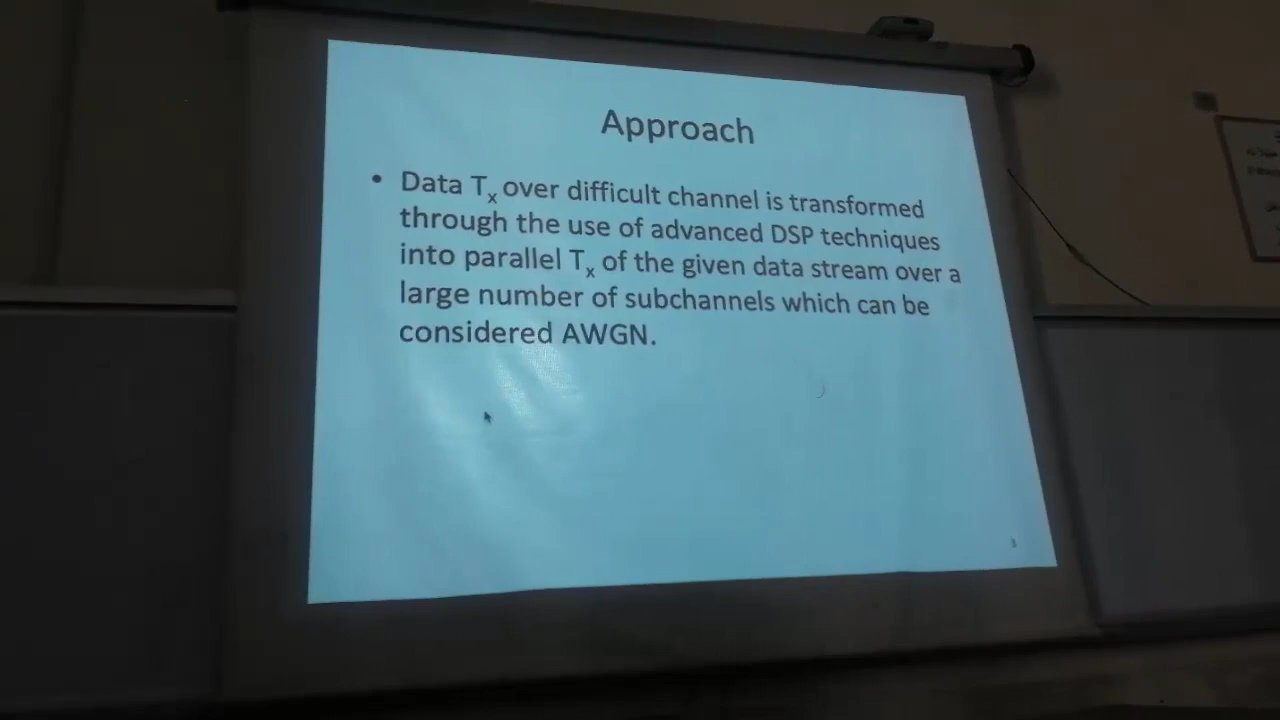 Approach
• Data Tx over difficult channel is transformed
through the use of advanced DSP techniques
into parallel Tx of the given data stream over a
large number of subchannels which can be
considered AWGN.
3